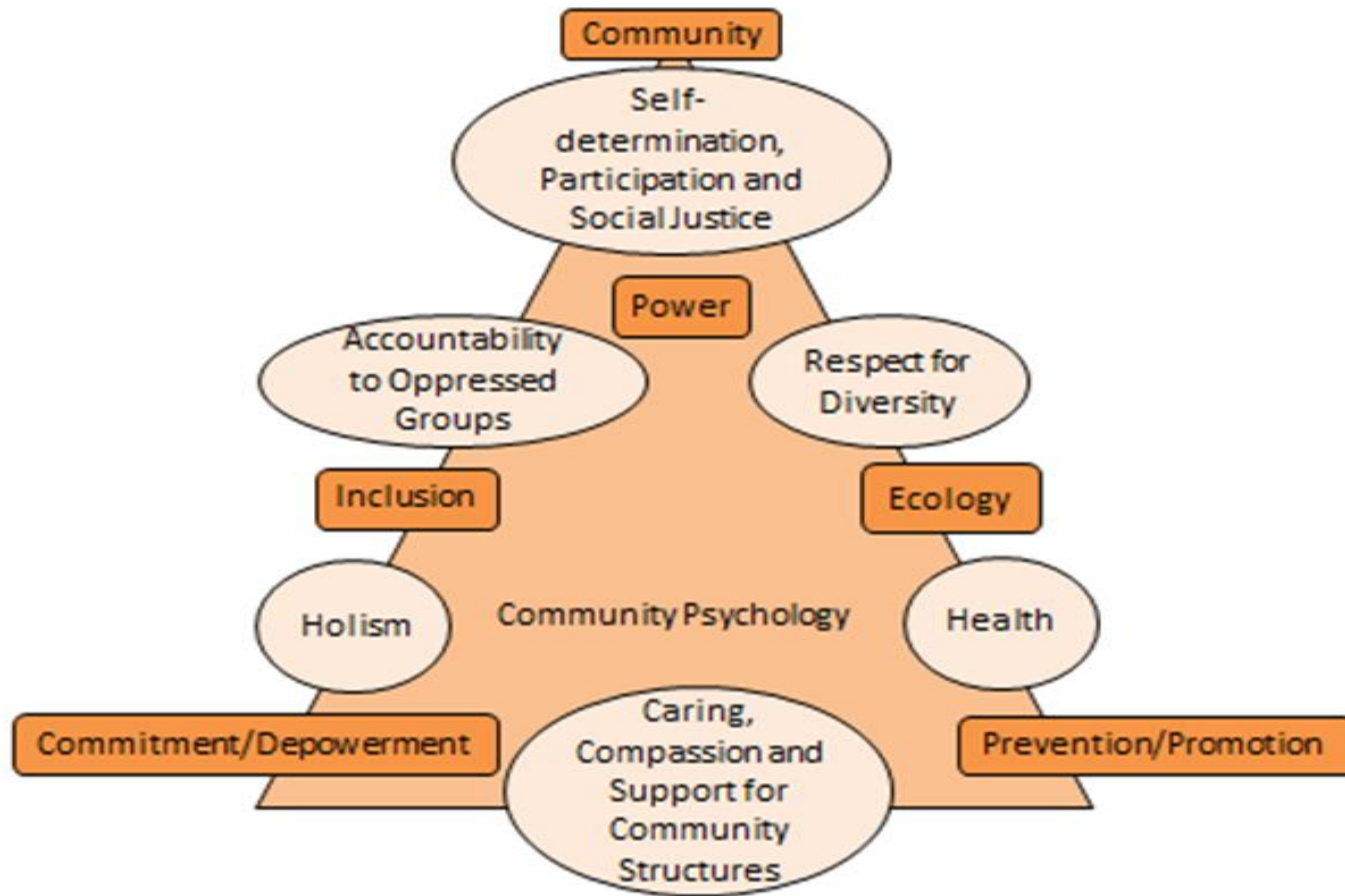 Community
Self-
determination,
Participation and
Social Justice
Power
Accountability
to Oppressed
Groups
Respect for
Diversity
Inclusion
Ecology
Holism
Community Psychology
Health
Commitment/Depowerment
Caring,
Compassion and
Support for
Community
Structures
Prevention/Promotion